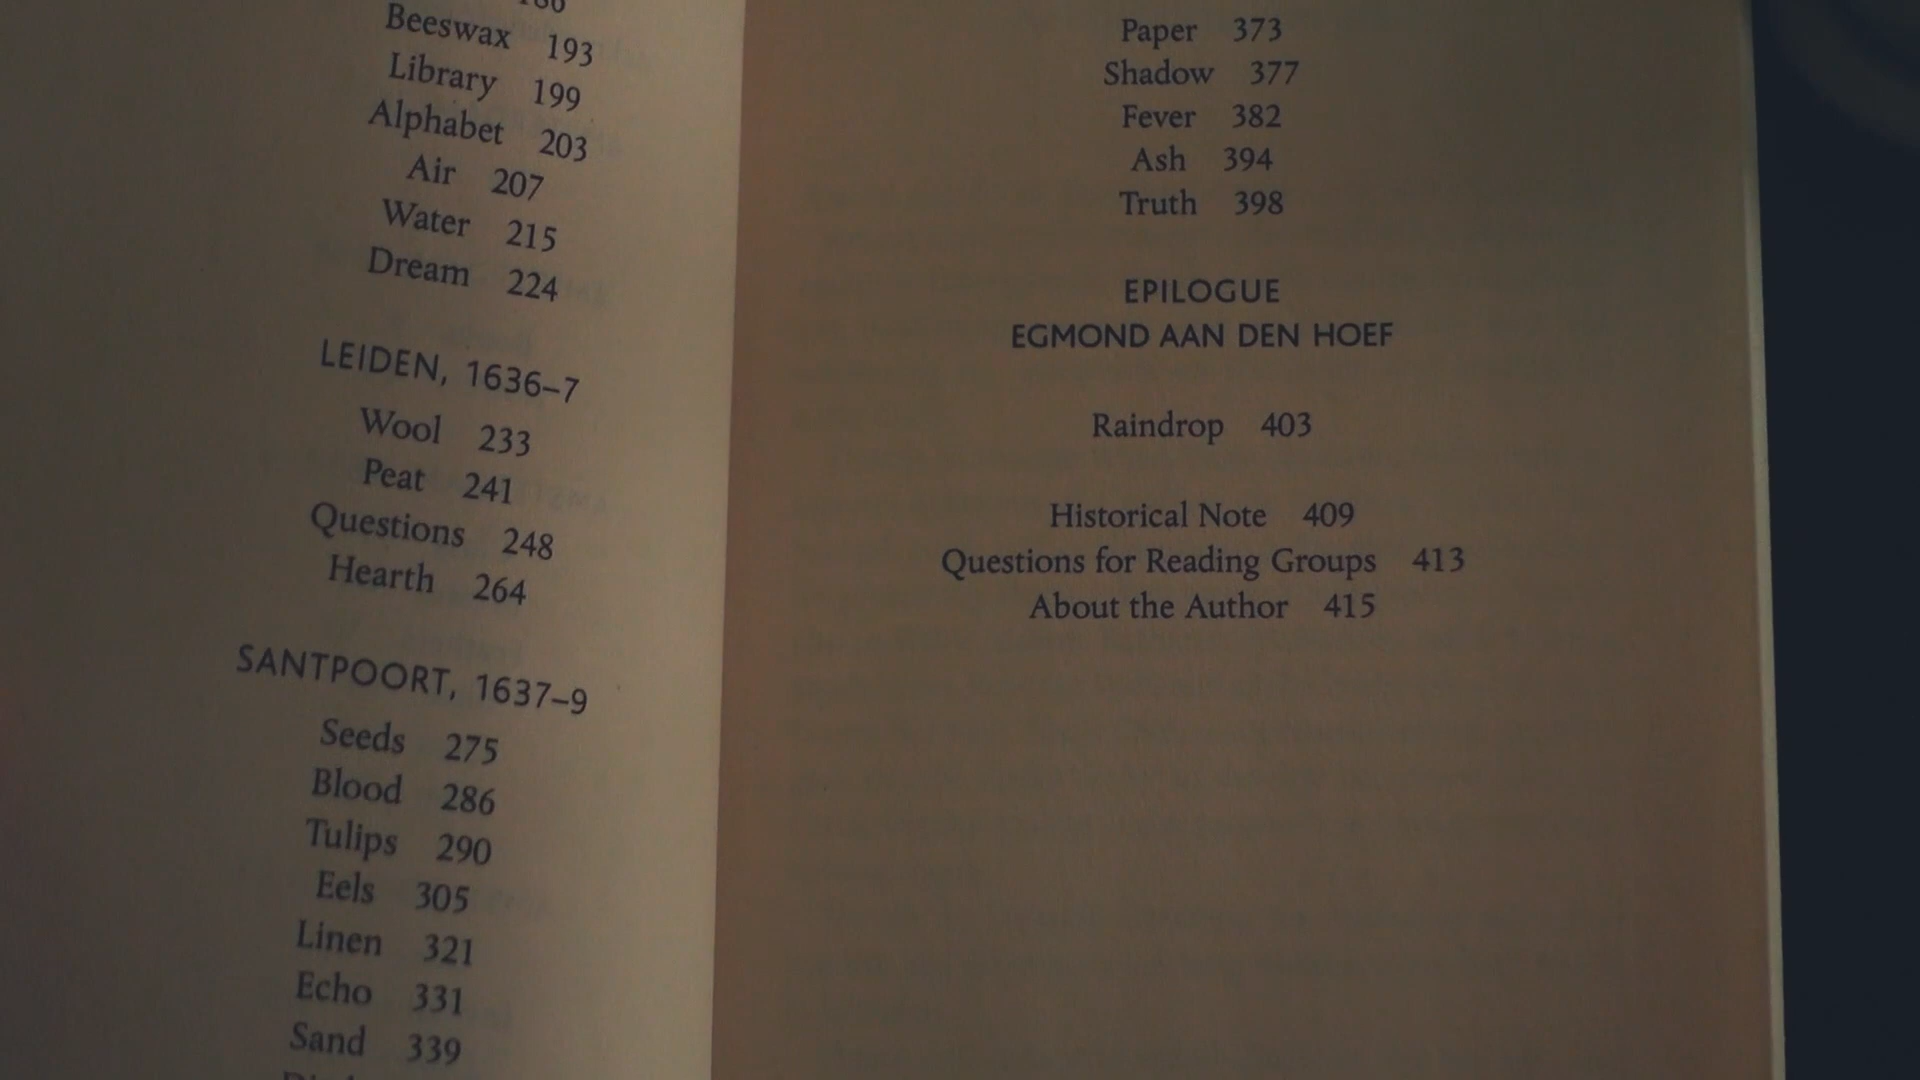 Beeswax 193
Library 199
Alphabet 203
Air 207
Water 215
Dream 224
LEIDEN, 1636–7
Wool 233
Peat 241
Questions 248
Hearth 264
SANTPOORT, 1637–9
Seeds 275
Blood 286
Tulips 290
Eels 305
Linen 321
Echo 331
Sand 339
Paper 373
Shadow 377
Fever 382
Ash 394
Truth 398
EPILOGUE
EGMOND AAN DEN HOEF
Raindrop 403
Historical Note 409
Questions for Reading Groups 413
About the Author 415